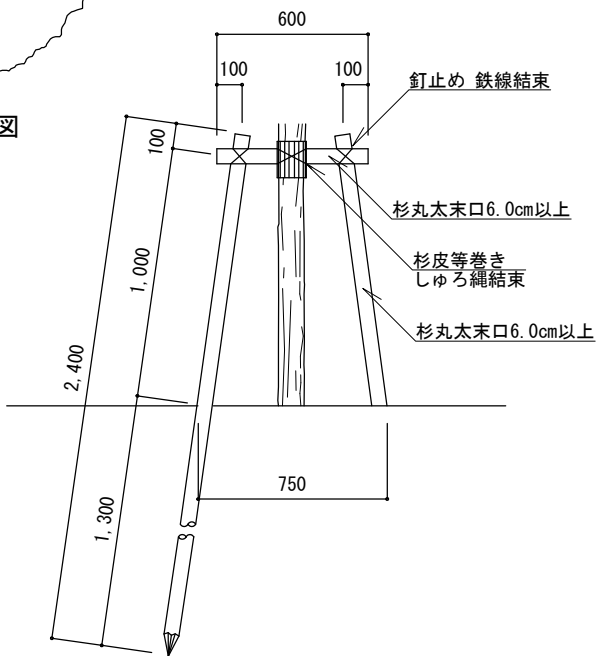 600
100
100
釘止め 鉄線結束
図
100
杉丸太末口6.0cm以上
杉皮等巻き
しゅろ縄結束
1,000
杉丸太末口6.0cm以上
2,400
750
1,300